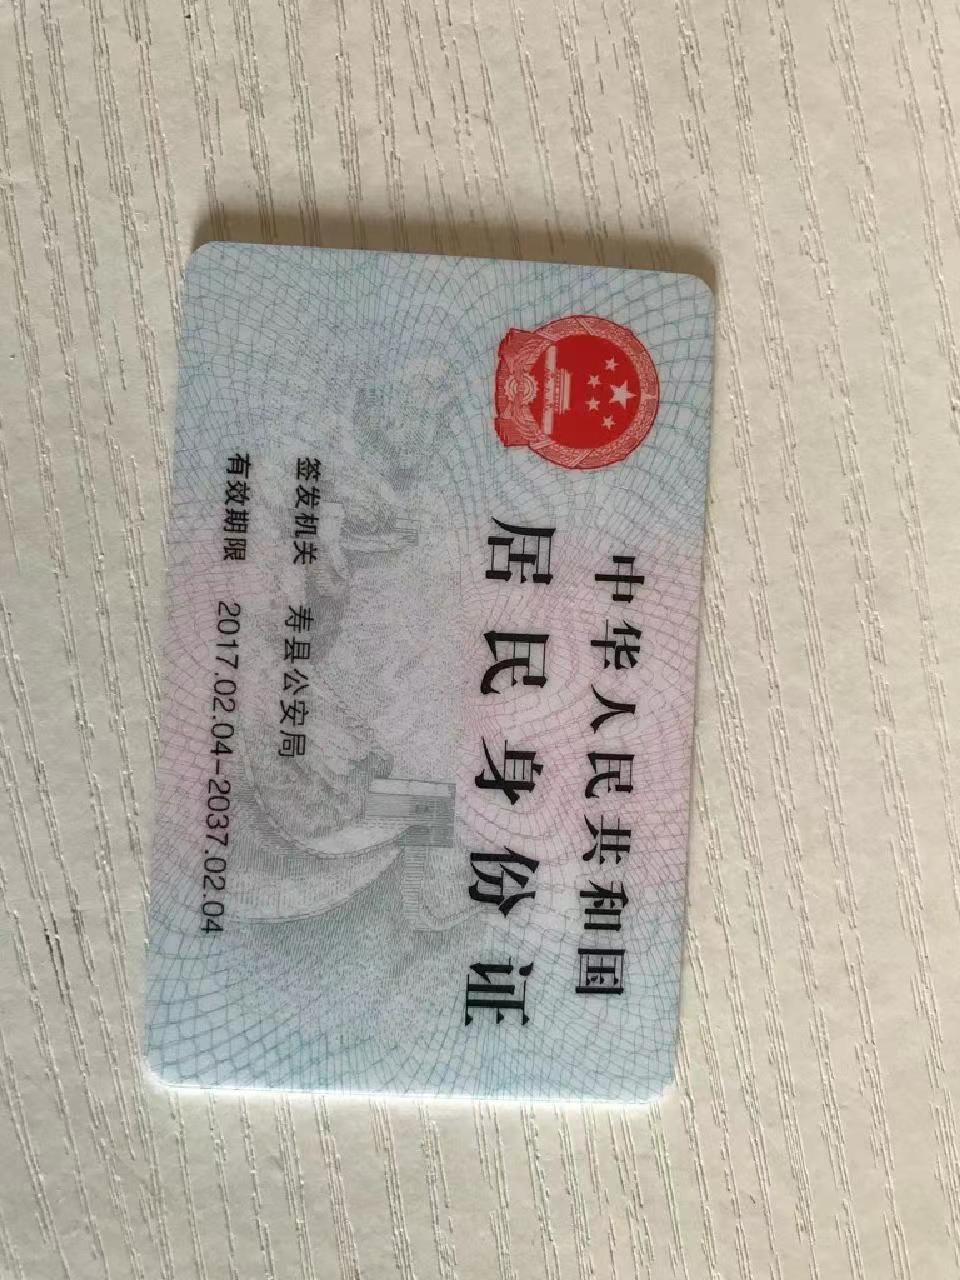 中华人民共和国
居民身份证
签发机关 寿县公安局
有效期限 2017.02.04-2037.02.04